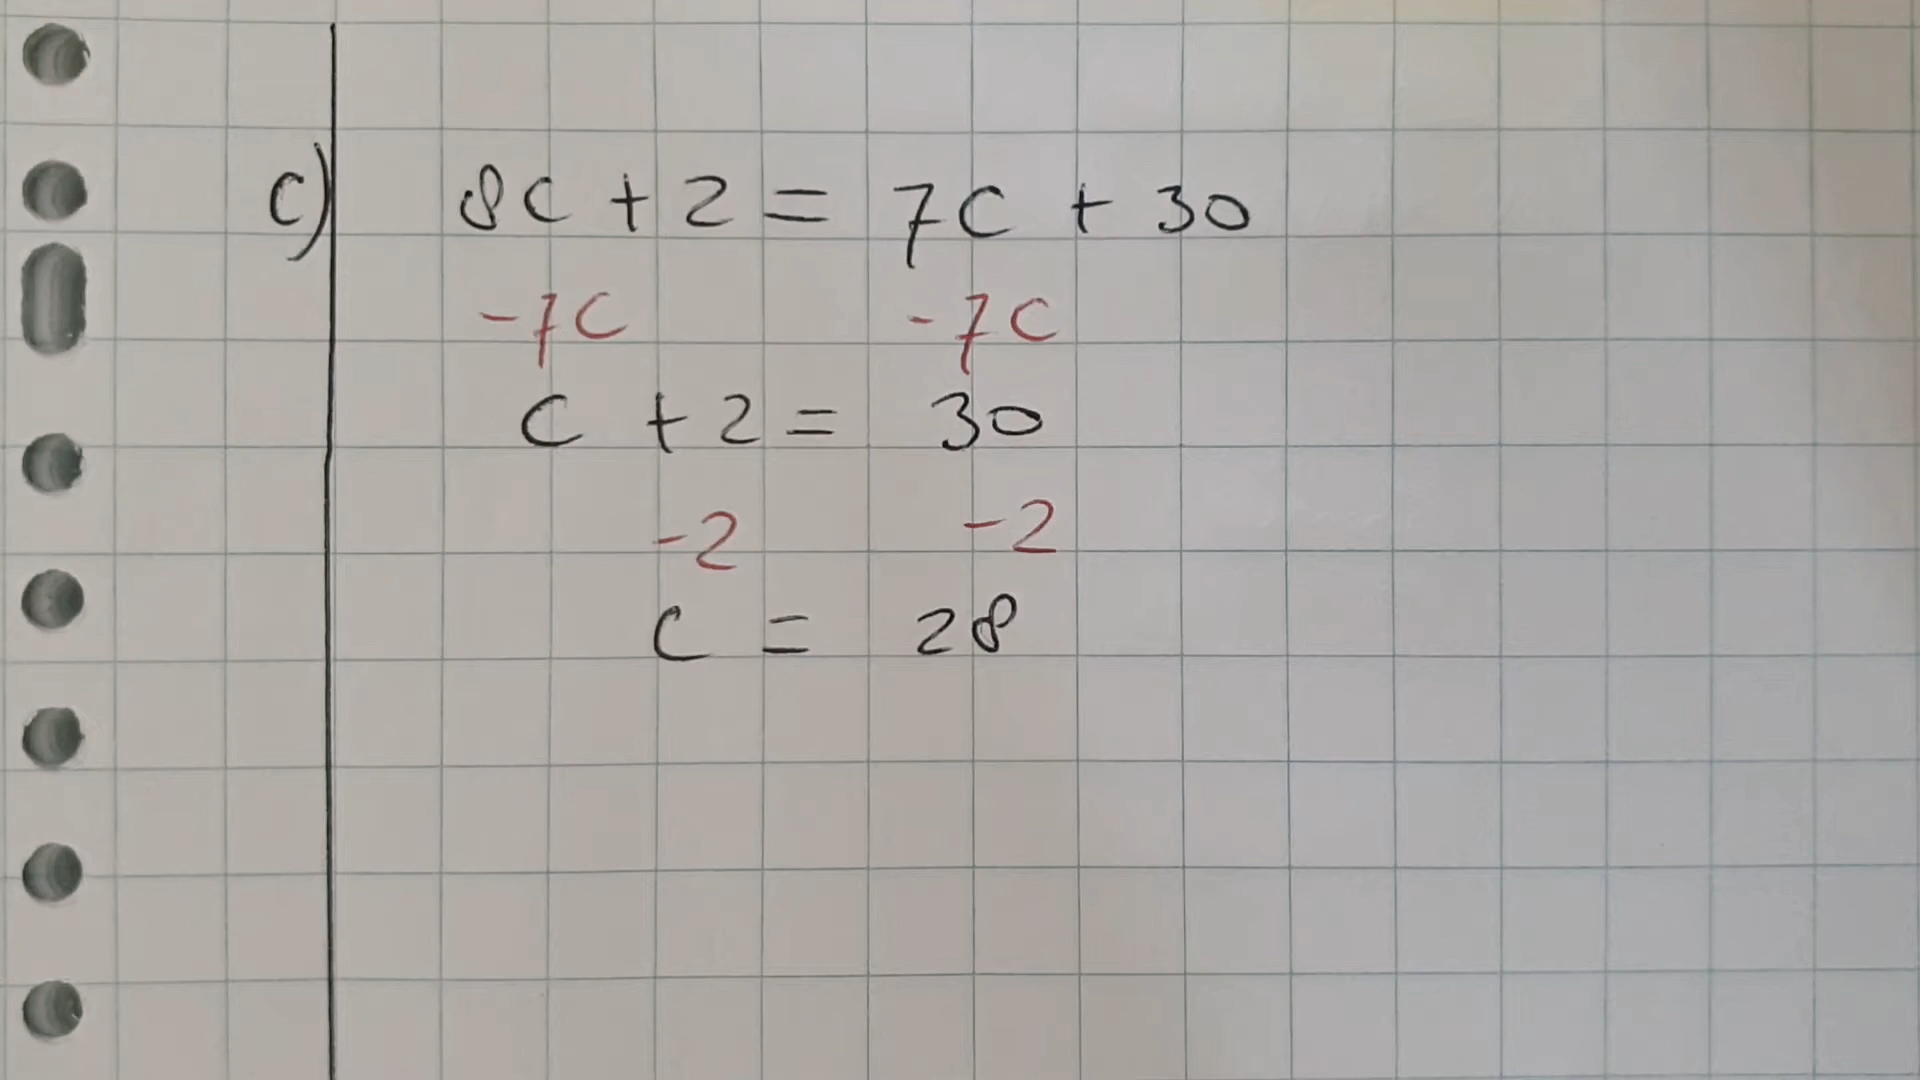 c) 8c + 2 = 7c + 30
-7c -7c
c + 2 = 30
-2 -2
c = 28